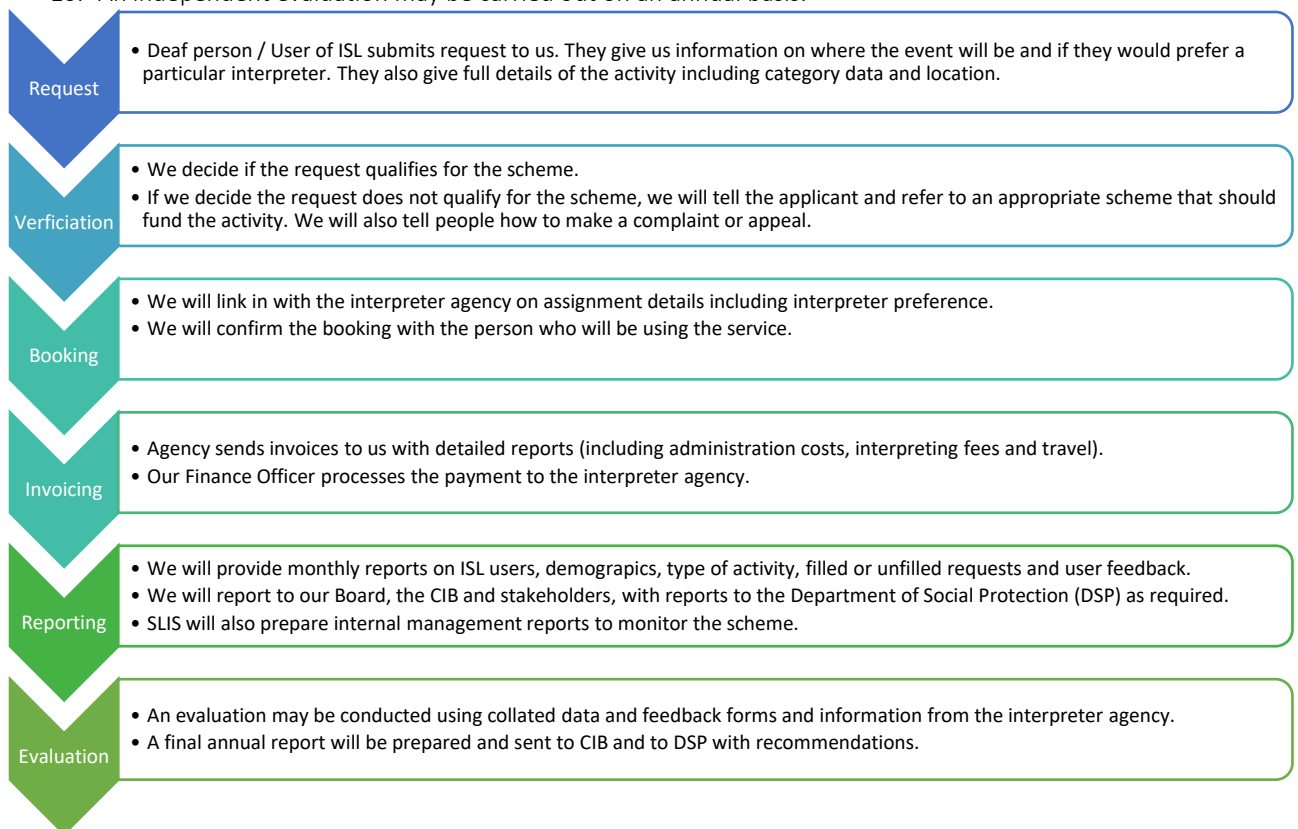 An independent evaluation may be carried out on an annual basis.
Request
• Deaf person / User of ISL submits request to us. They give us information on where the event will be and if they would prefer a
particular interpreter. They also give full details of the activity including category data and location.
Verficiation
• We decide if the request qualifies for the scheme.
• If we decide the request does not qualify for the scheme, we will tell the applicant and refer to an appropriate scheme that should
fund the activity. We will also tell people how to make a complaint or appeal.
Booking
• We will link in with the interpreter agency on assignment details including interpreter preference.
• We will confirm the booking with the person who will be using the service.
Invoicing
• Agency sends invoices to us with detailed reports (including administration costs, interpreting fees and travel).
• Our Finance Officer processes the payment to the interpreter agency.
Reporting
• We will provide monthly reports on ISL users, demograpics, type of activity, filled or unfilled requests and user feedback.
• We will report to our Board, the CIB and stakeholders, with reports to the Department of Social Protection (DSP) as required.
• SLIS will also prepare internal management reports to monitor the scheme.
Evaluation
• An evaluation may be conducted using collated data and feedback forms and information from the interpreter agency.
• A final annual report will be prepared and sent to CIB and to DSP with recommendations.